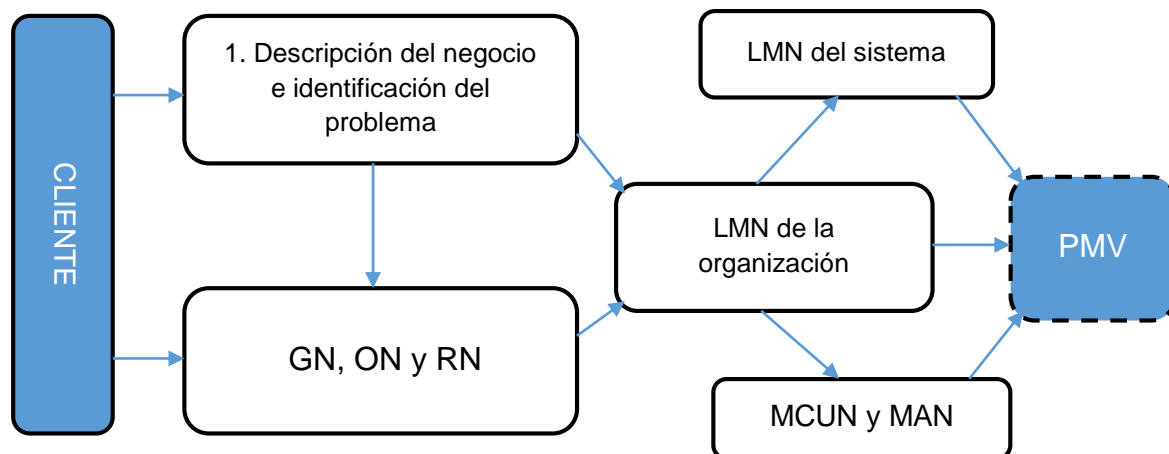 CLIENTE
1. Descripción del negocio
e identificación del
problema
GN, ON y RN
LMN del sistema
LMN de la
organización
MCUN y MAN
PMV